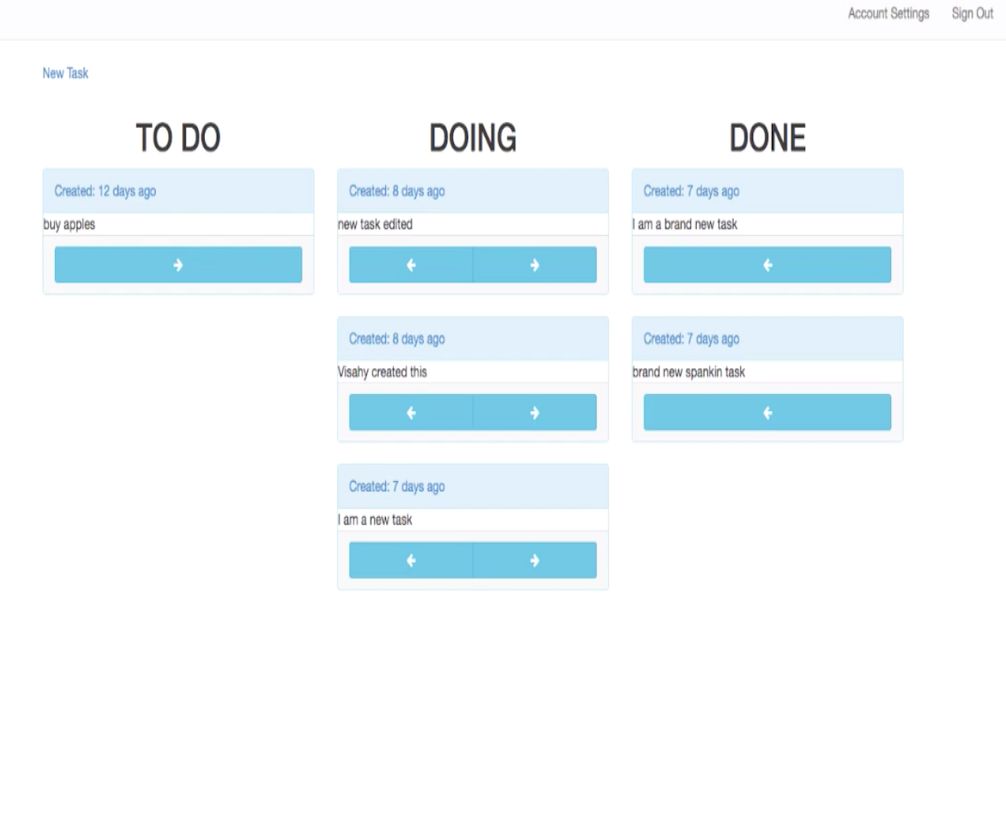 Account Settings Sign Out
New Task
TO DO
Created: 12 days ago
buy apples
DOING
Created: 8 days ago
new task edited
Created: 8 days ago
Visahy created this
Created: 7 days ago
I am a new task
DONE
Created: 7 days ago
I am a brand new task
Created: 7 days ago
brand new spankin task